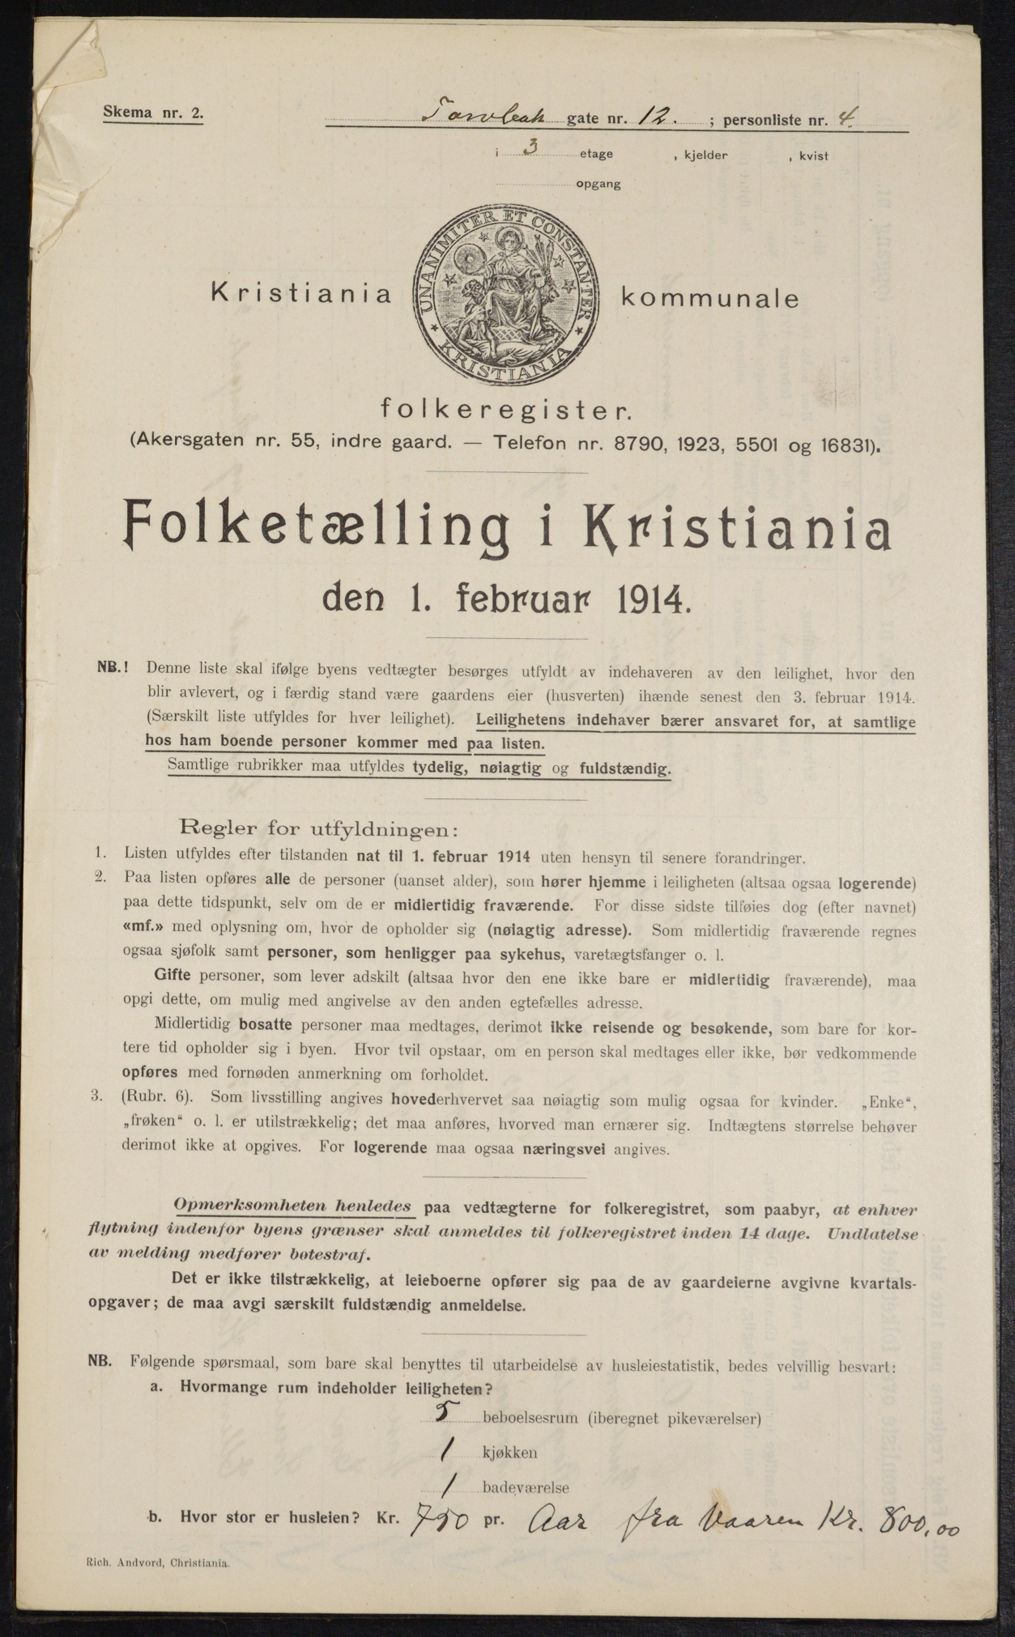 Skema nr. 2.
gate nr. 12. ; personliste nr. 4.
i 3 etage , kjelder , kvist
opgang
UNANIMITER ET CONSTANTER
KRISTIANIA
Kristiania kommunale
folkeregister.
(Akersgaten nr. 55, indre gaard. — Telefon nr. 8790, 1923, 5501 og 16831).
Folketælling i Kristiania
den 1. februar 1914.
NB.! Denne liste skal ifølge byens vedtægter besørges utfyldt av indehaveren av den leilighet, hvor den
blir avlevert, og i færdig stand være gaardens eier (husverten) ihænde senest den 3. februar 1914.
(Særskilt liste utfyldes for hver leilighet). Leilighetens indehaver bærer ansvaret for, at samtlige
hos ham boende personer kommer med paa listen.
Samtlige rubrikker maa utfyldes tydelig, nøiagtig og fuldstændig.
Regler for utfyldningen:
1. Listen utfyldes efter tilstanden nat til 1. februar 1914 uten hensyn til senere forandringer.
2. Paa listen opføres alle de personer (uanset alder), som hører hjemme i leiligheten (altsaa ogsaa logerende)
paa dette tidspunkt, selv om de er midlertidig fraværende. For disse sidste tilføies dog (efter navnet)
«mf.» med oplysning om, hvor de opholder sig (nøiagtig adresse). Som midlertidig fraværende regnes
ogsaa sjøfolk samt personer, som henligger paa sykehus, varetægtsfanger o. l.
Gifte personer, som lever adskilt (altsaa hvor den ene ikke bare er midlertidig fraværende), maa
opgi dette, om mulig med angivelse av den anden egtefælles adresse.
Midlertidig bosatte personer maa medtages, derimot ikke reisende og besøkende, som bare for kor-
tere tid opholder sig i byen. Hvor tvil opstaar, om en person skal medtages eller ikke, bør vedkommende
opføres med fornøden anmerkning om forholdet.
3. (Rubr. 6). Som livsstilling angives hovederhvervet saa nøiagtig som mulig ogsaa for kvinder. „Enke“,
„frøken“ o. l. er utilstrækkelig; det maa anføres, hvorved man ernærer sig. Indtægtens størrelse behøver
derimot ikke at opgives. For logerende maa ogsaa næringsvei angives.
Opmerksomheten henledes paa vedtægterne for folkeregistret, som paabyr, at enhver
flytning indenfor byens grænser skal anmeldes til folkeregistret inden 14 dage. Undlatelse
av melding medfører bøtestraf.
Det er ikke tilstrækkelig, at leieboerne opfører sig paa de av gaardeierne avgivne kvartals-
opgaver; de maa avgi særskilt fuldstændig anmeldelse.
NB. Følgende spørsmaal, som bare skal benyttes til utarbeidelse av husleiestatistik, bedes velvillig besvart:
a. Hvormange rum indeholder leiligheten?
5 beboelsesrum (iberegnet pikeværelser)
1 kjøkken
1 badeværelse
b. Hvor stor er husleien? Kr. 750 pr. Aar fra Vaaren Kr. 800,00
Rich. Andvord, Christiania.